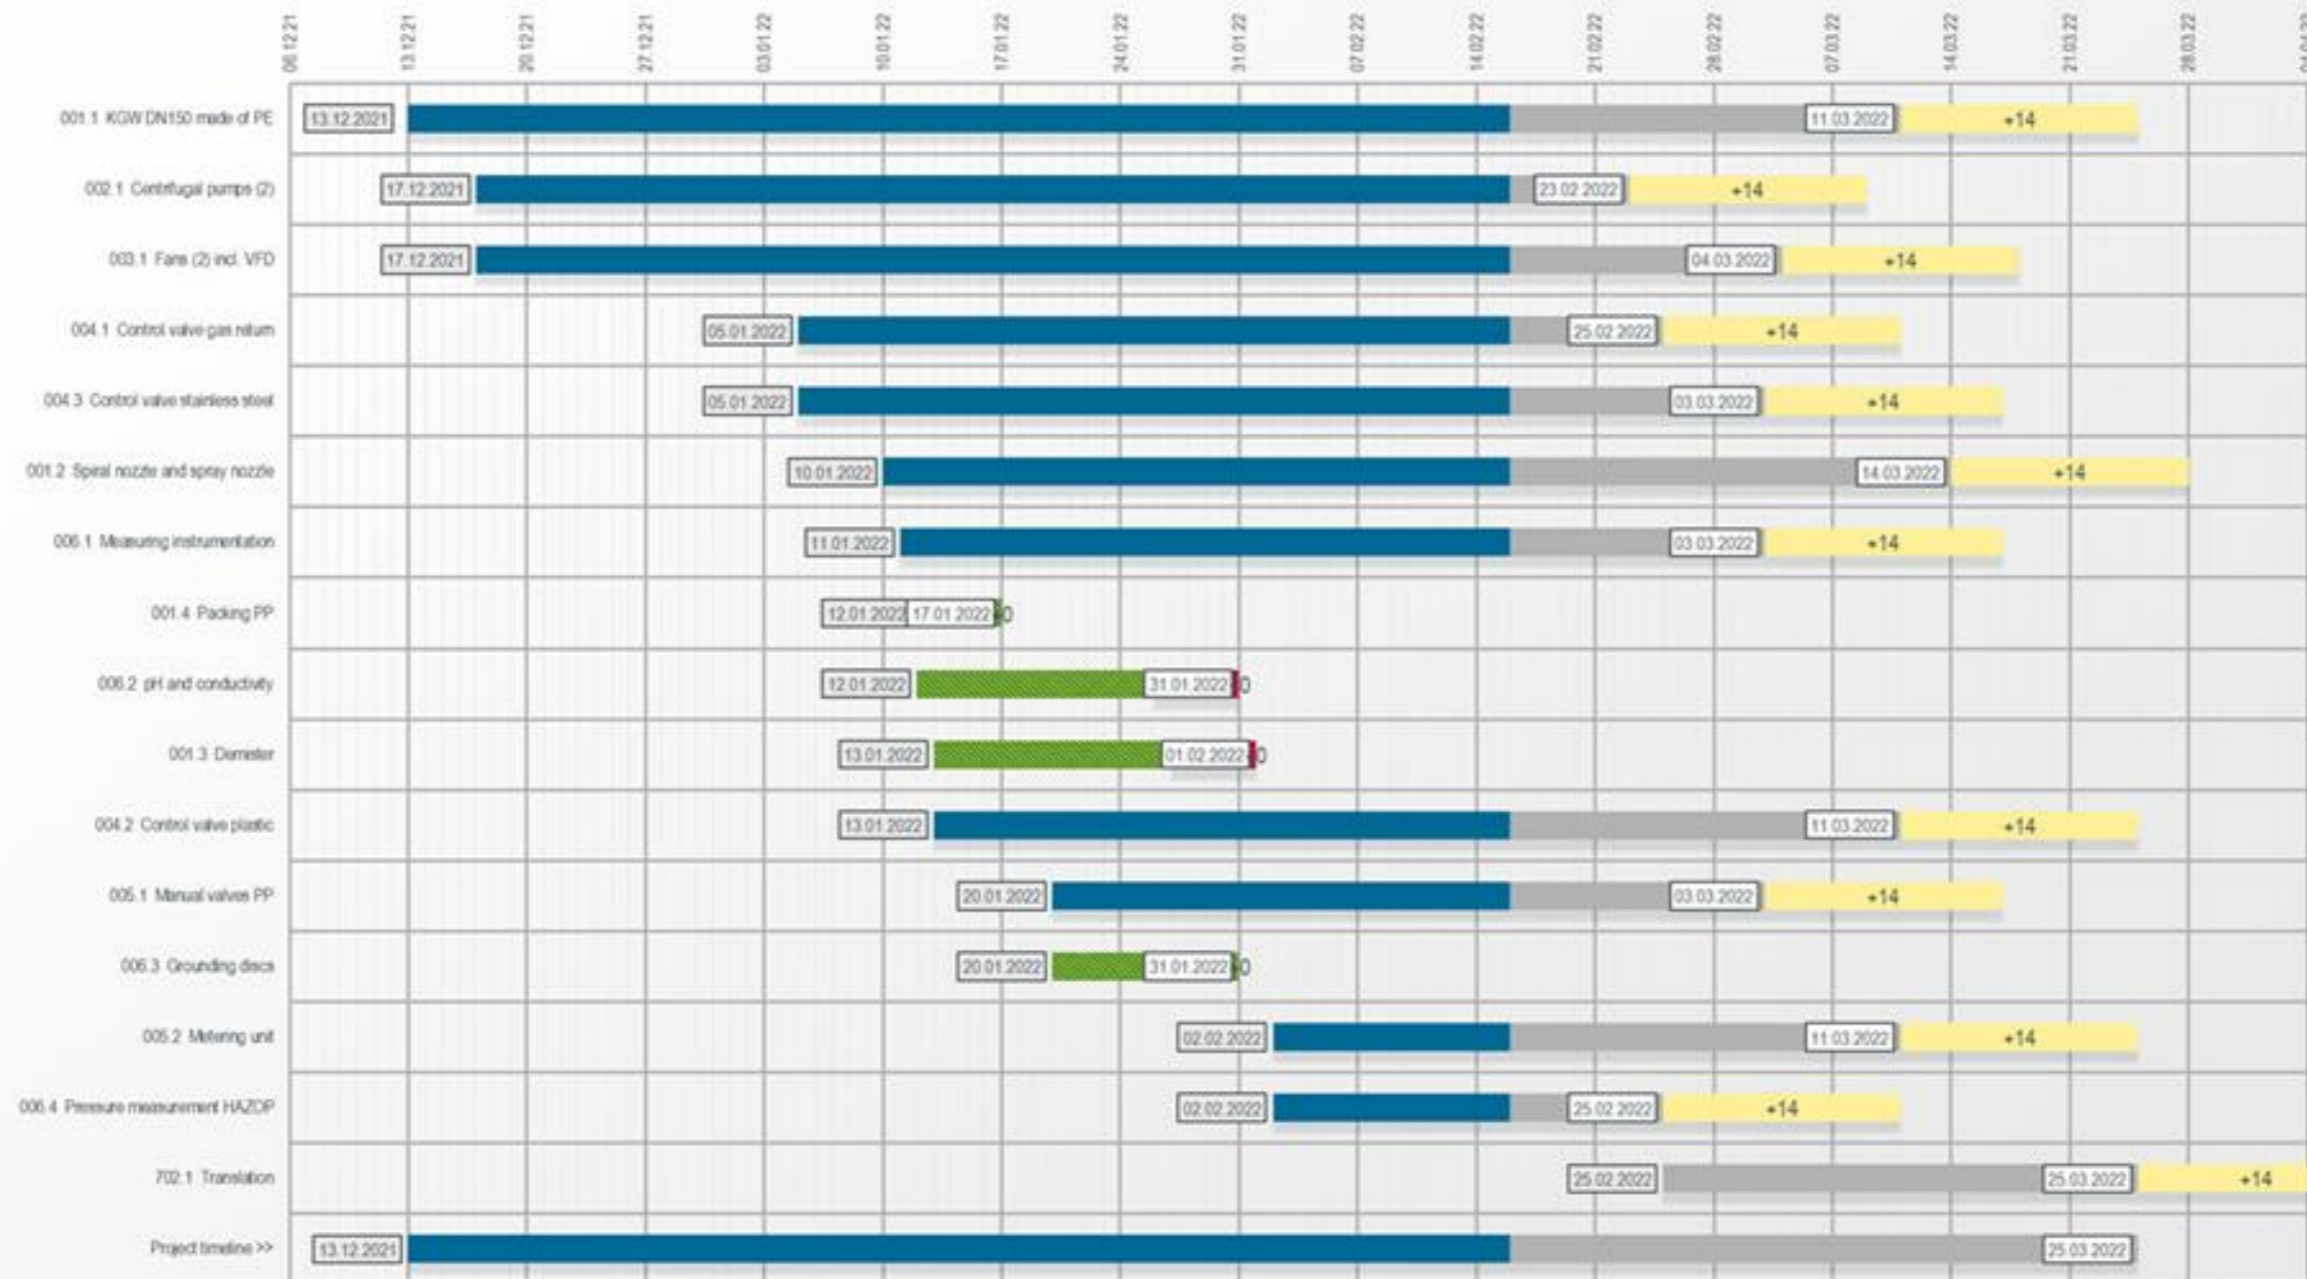 06.12.21 13.12.21 20.12.21 27.12.21 03.01.22 10.01.22 17.01.22 24.01.22 31.01.22 07.02.22 14.02.22 21.02.22 28.02.22 07.03.22 14.03.22 21.03.22 28.03.22
001.1 KGW DN150 made of PE 13.12.2021 11.03.2022 +14
002.1 Centrifugal pumps (2) 17.12.2021 23.02.2022 +14
003.1 Fans (2) incl. VFD 17.12.2021 04.03.2022 +14
004.1 Control valve gas return 05.01.2022 25.02.2022 +14
004.3 Control valve stainless steel 05.01.2022 03.03.2022 +14
001.2 Spiral nozzle and spray nozzle 10.01.2022 14.03.2022 +14
006.1 Measuring instrumentation 11.01.2022 03.03.2022 +14
001.4 Packing PP 12.01.2022 17.01.2022 +0
006.2 pH and conductivity 12.01.2022 31.01.2022 +0
001.3 Demister 13.01.2022 01.02.2022 +0
004.2 Control valve plastic 13.01.2022 11.03.2022 +14
005.1 Manual valves PP 20.01.2022 03.03.2022 +14
006.3 Grounding discs 20.01.2022 31.01.2022 +0
005.2 Metering unit 02.02.2022 11.03.2022 +14
006.4 Pressure measurement HAZOP 02.02.2022 25.02.2022 +14
702.1 Translation 25.02.2022 25.03.2022 +14
Project timeline >> 13.12.2021 25.03.2022